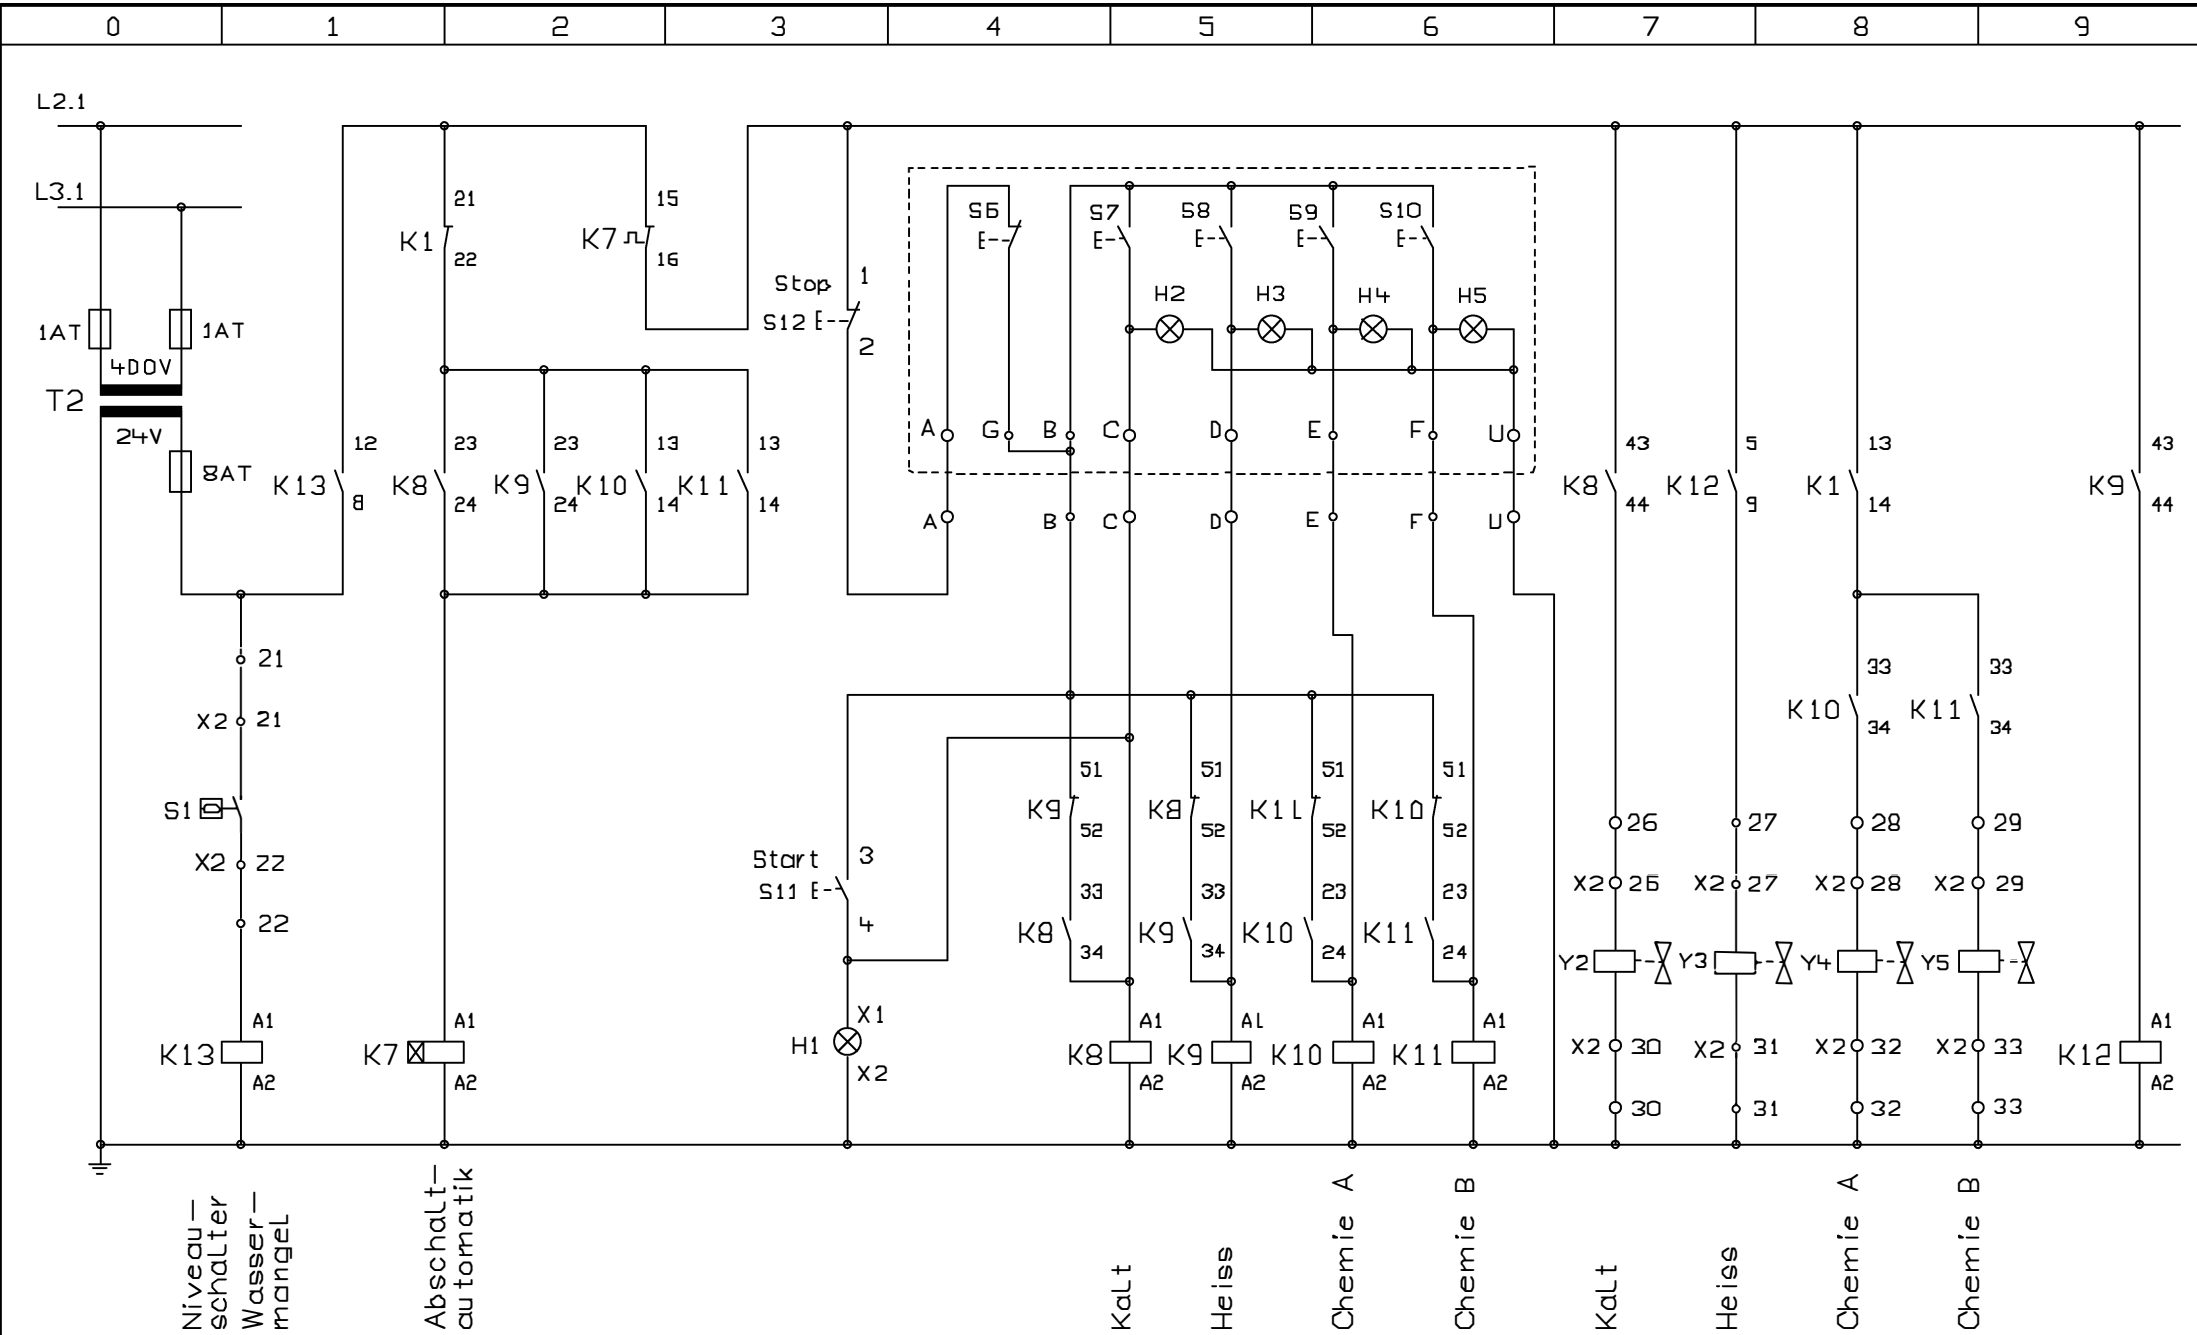 0 1 2 3 4 5 6 7 8 9
L2.1
L3.1
21 15 S6 S7 S8 S9 S10
K1 K7
22 16
Stop 1
S12
2
H2 H3 H4 H5
1AT 1AT
400V
T2
24V
8AT
A G B C D E F U
12 23 23 13 13 43 5 13 43
K13 K8 K9 K10 K11 K8 K12 K1 K9
8 24 24 14 14 44 9 14 44
A B C D E F U
21
33 33
X2 21
K10 K11
34 34
51 51 51 51
S1 K9 K8 K11 K10
52 52 52 52
26 27 28 29
Start 3
X2 22
S11
33 33 23 23
X2 26 X2 27 X2 28 X2 29
4
22
K8 K9 K10 K11
34 34 24 24
Y2 Y3 Y4 Y5
X1
H1
X2
A1 A1 A1 A1 A1 A1 A1
K13 K7 K8 K9 K10 K11 K12
A2 A2 A2 A2 A2 A2 A2
X2 30 X2 31 X2 32 X2 33
30 31 32 33
Niveau-
schalter
Wasser-
mangel
Abschalt-
automatik
Kalt
Heiss
Chemie A
Chemie B
Kalt
Heiss
Chemie A
Chemie B